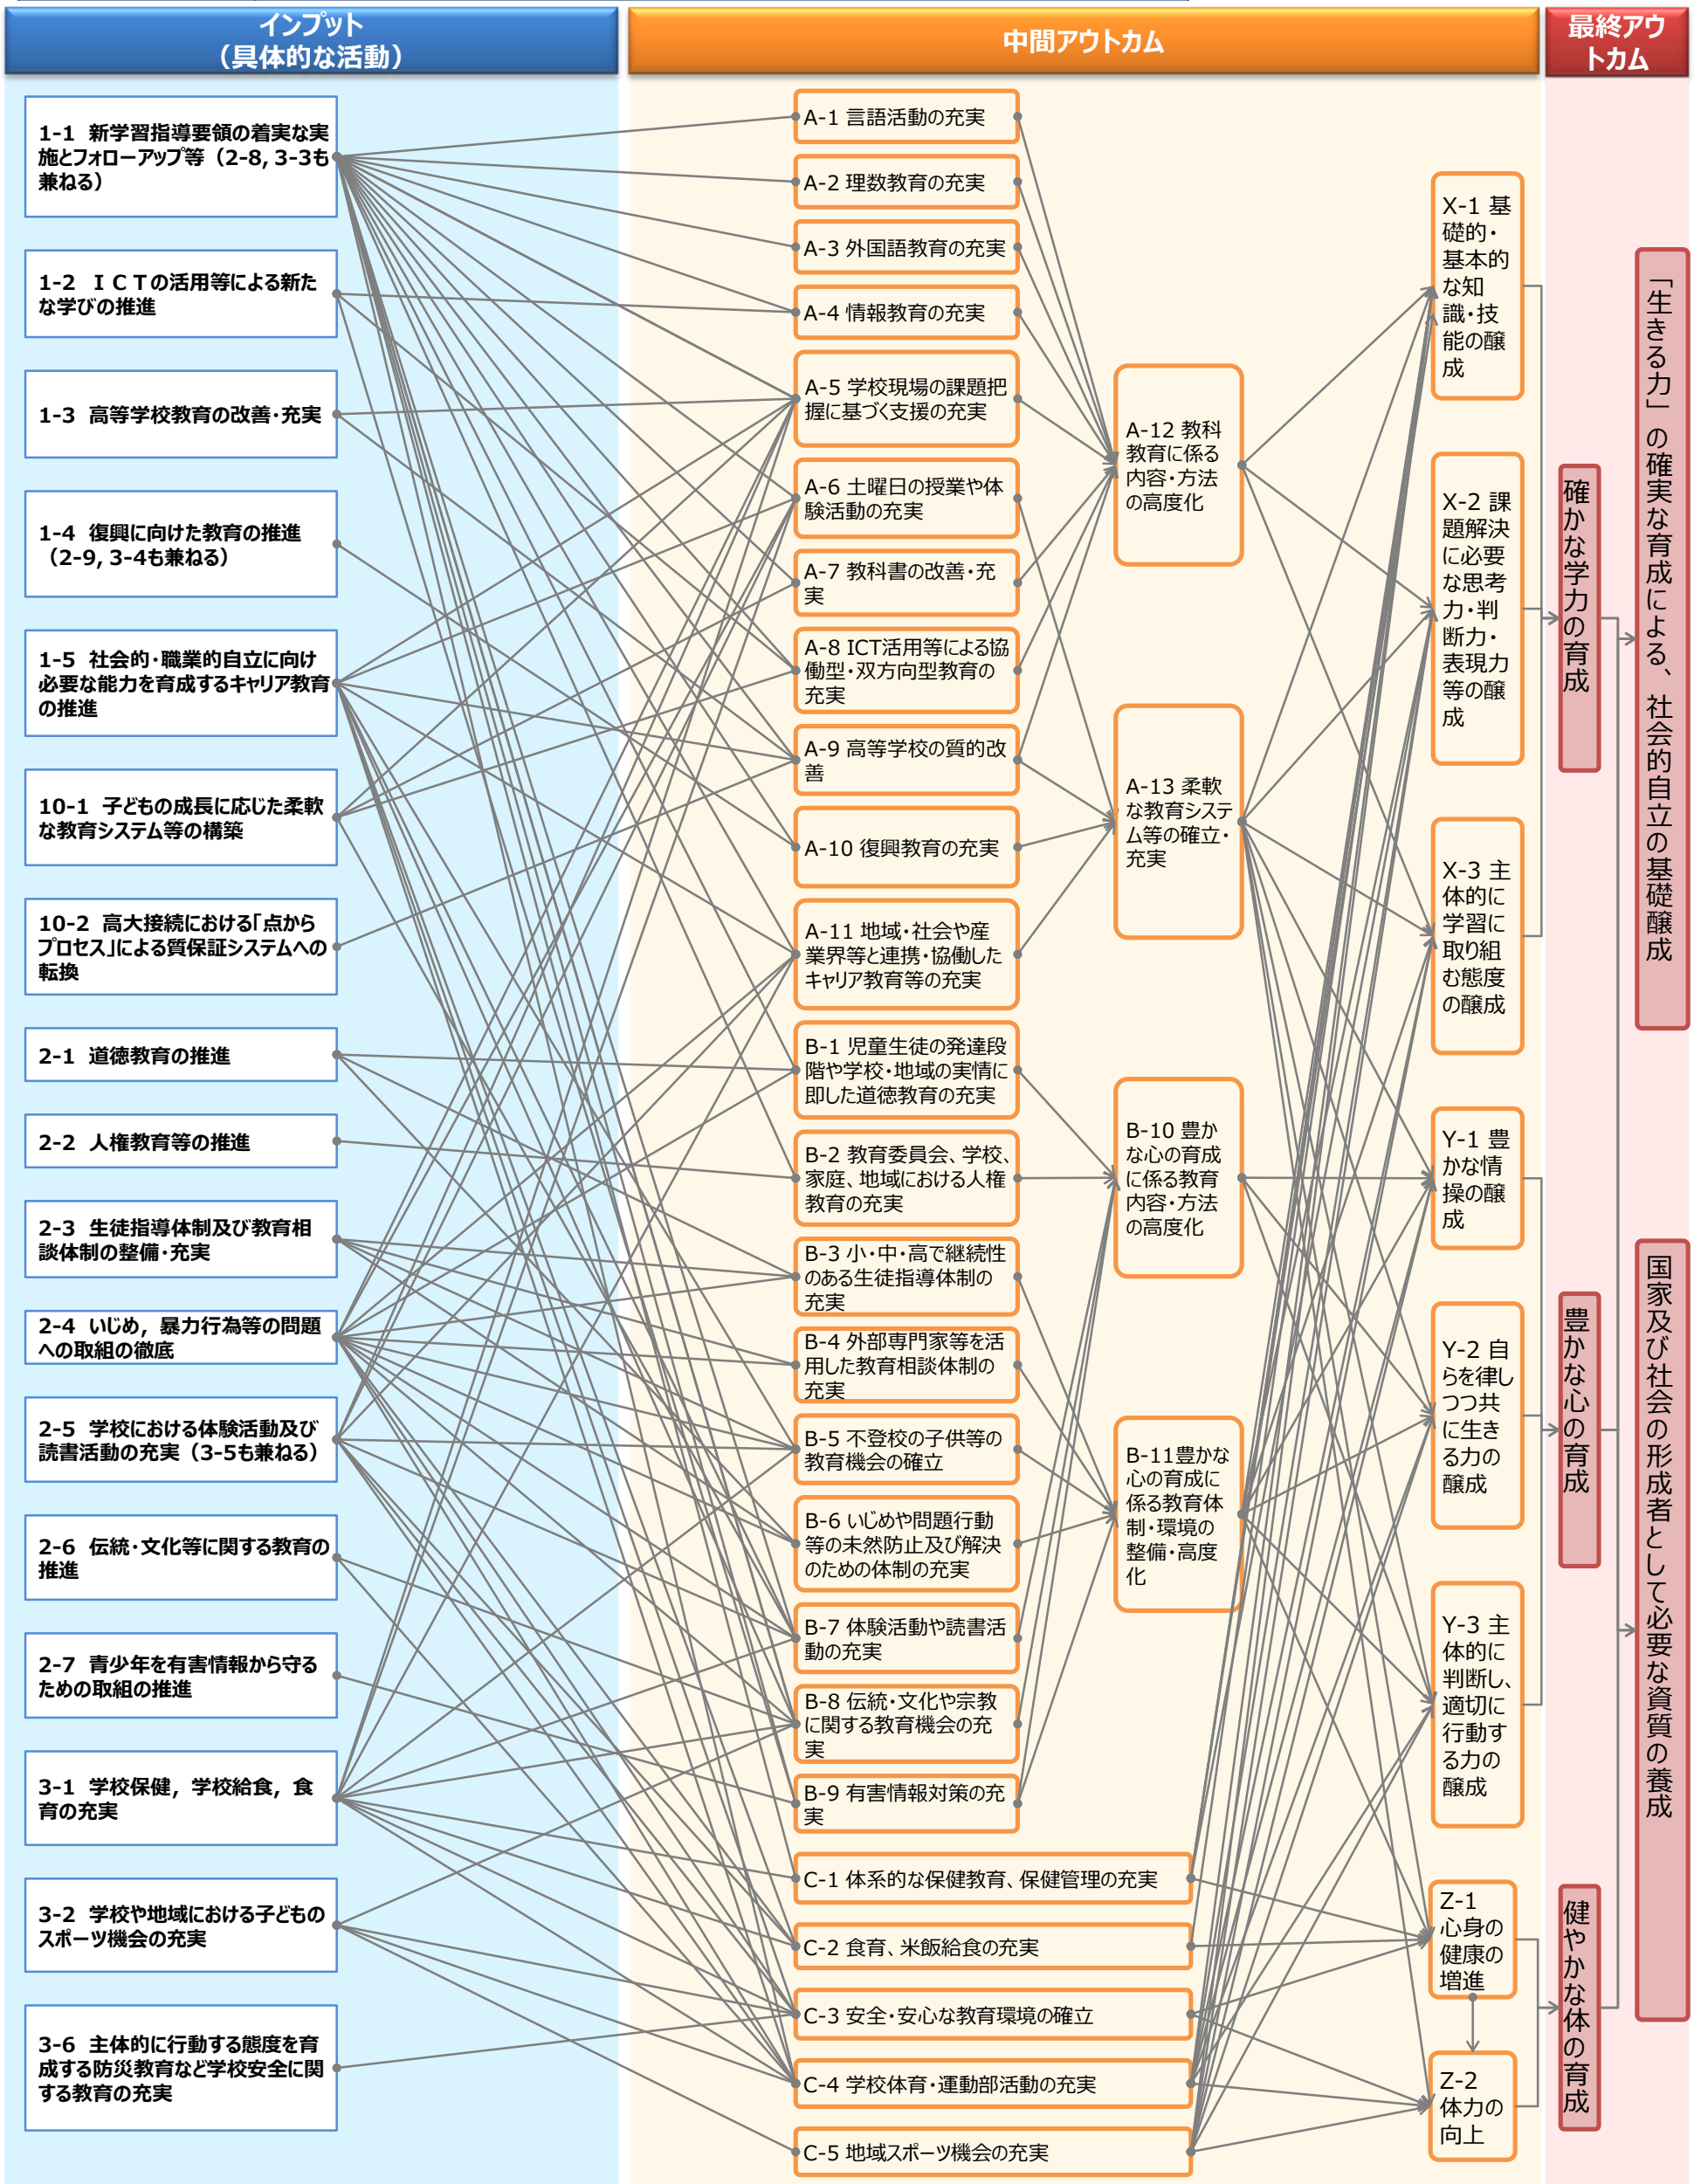 インプット
（具体的な活動）
中間アウトカム
最終アウ
トカム
1-1 新学習指導要領の着実な実
施とフォローアップ等（2-8, 3-3も
兼ねる）
1-2 ＩＣＴの活用等による新た
な学びの推進
1-3 高等学校教育の改善・充実
1-4 復興に向けた教育の推進
（2-9, 3-4も兼ねる）
1-5 社会的・職業的自立に向け
必要な能力を育成するキャリア教育
の推進
10-1 子どもの成長に応じた柔軟
な教育システム等の構築
10-2 高大接続における「点から
プロセス」による質保証システムへの
転換
2-1 道徳教育の推進
2-2 人権教育等の推進
2-3 生徒指導体制及び教育相
談体制の整備・充実
2-4 いじめ，暴力行為等の問題
への取組の徹底
2-5 学校における体験活動及び
読書活動の充実（3-5も兼ねる）
2-6 伝統・文化等に関する教育の
推進
2-7 青少年を有害情報から守る
ための取組の推進
3-1 学校保健，学校給食，食
育の充実
3-2 学校や地域における子どもの
スポーツ機会の充実
3-6 主体的に行動する態度を育
成する防災教育など学校安全に関
する教育の充実
A-1 言語活動の充実
A-2 理数教育の充実
A-3 外国語教育の充実
A-4 情報教育の充実
A-5 学校現場の課題把
握に基づく支援の充実
A-6 土曜日の授業や体
験活動の充実
A-7 教科書の改善・充
実
A-8 ICT活用等による協
働型・双方向型教育の
充実
A-9 高等学校の質的改
善
A-10 復興教育の充実
A-11 地域・社会や産
業界等と連携・協働した
キャリア教育等の充実
B-1 児童生徒の発達段
階や学校・地域の実情に
即した道徳教育の充実
B-2 教育委員会、学校、
家庭、地域における人権
教育の充実
B-3 小・中・高で継続性
のある生徒指導体制の
充実
B-4 外部専門家等を活
用した教育相談体制の
充実
B-5 不登校の子供等の
教育機会の確立
B-6 いじめや問題行動
等の未然防止及び解決
のための体制の充実
B-7 体験活動や読書活
動の充実
B-8 伝統・文化や宗教
に関する教育機会の充
実
B-9 有害情報対策の充
実
C-1 体系的な保健教育、保健管理の充実
C-2 食育、米飯給食の充実
C-3 安全・安心な教育環境の確立
C-4 学校体育・運動部活動の充実
C-5 地域スポーツ機会の充実
A-12 教科
教育に係る
内容・方法
の高度化
A-13 柔軟
な教育システ
ム等の確立・
充実
B-10 豊か
な心の育成
に係る教育
内容・方法
の高度化
B-11豊かな
心の育成に
係る教育体
制・環境の
整備・高度
化
X-1 基
礎的・
基本的
な知
識・技
能の醸
成
X-2 課
題解決
に必要
な思考
力・判
断力・
表現力
等の醸
成
X-3 主
体的に
学習に
取り組
む態度
の醸成
Y-1 豊
かな情
操の醸
成
Y-2 自
らを律し
つつ共
に生き
る力の
醸成
Y-3 主
体的に
判断し、
適切に
行動す
る力の
醸成
Z-1
心身の
健康の
増進
Z-2
体力の
向上
確かな学力の育成
豊かな心の育成
健やかな体の育成
「生きる力」の確実な育成による、社会的自立の基礎醸成
国家及び社会の形成者として必要な資質の養成